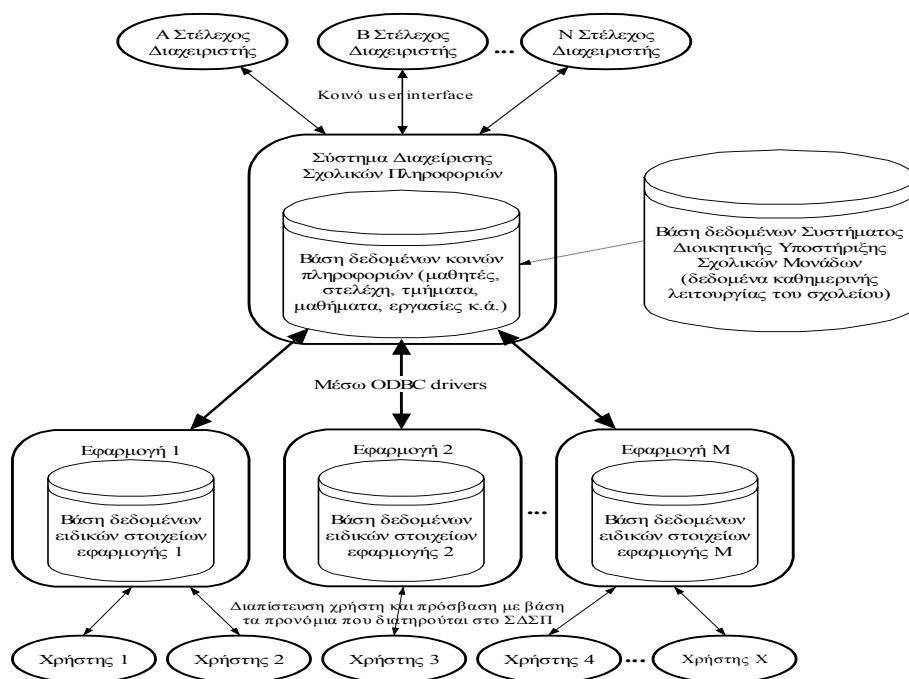 Α Στέλεχος
Διαχειριστής
Β Στέλεχος
Διαχειριστής
...
Ν Στέλεχος
Διαχειριστής
Κοινό user interface
Σύστημα Διαχείρισης
Σχολικών Πληροφοριών
Βάση δεδομένων κοινών
πληροφοριών (μαθητές,
στελέχη, τμήματα,
μαθήματα, εργασίες κ.ά.)
Βάση δεδομένων Συστήματος
Διοικητικής Υποστήριξης
Σχολικών Μονάδων
(δεδομένα καθημερινής
λειτουργίας του σχολείου)
Μέσω ODBC drivers
Εφαρμογή 1
Βάση δεδομένων
ειδικών στοιχείων
εφαρμογής 1
Εφαρμογή 2
Βάση δεδομένων
ειδικών στοιχείων
εφαρμογής 2
...
Εφαρμογή Μ
Βάση δεδομένων
ειδικών στοιχείων
εφαρμογής Μ
Διαπίστευση χρήστη και πρόσβαση με βάση
τα προνόμια που διατηρούται στο ΣΔΣΠ
Χρήστης 1
Χρήστης 2
Χρήστης 3
Χρήστης 4
...
Χρήστης Χ